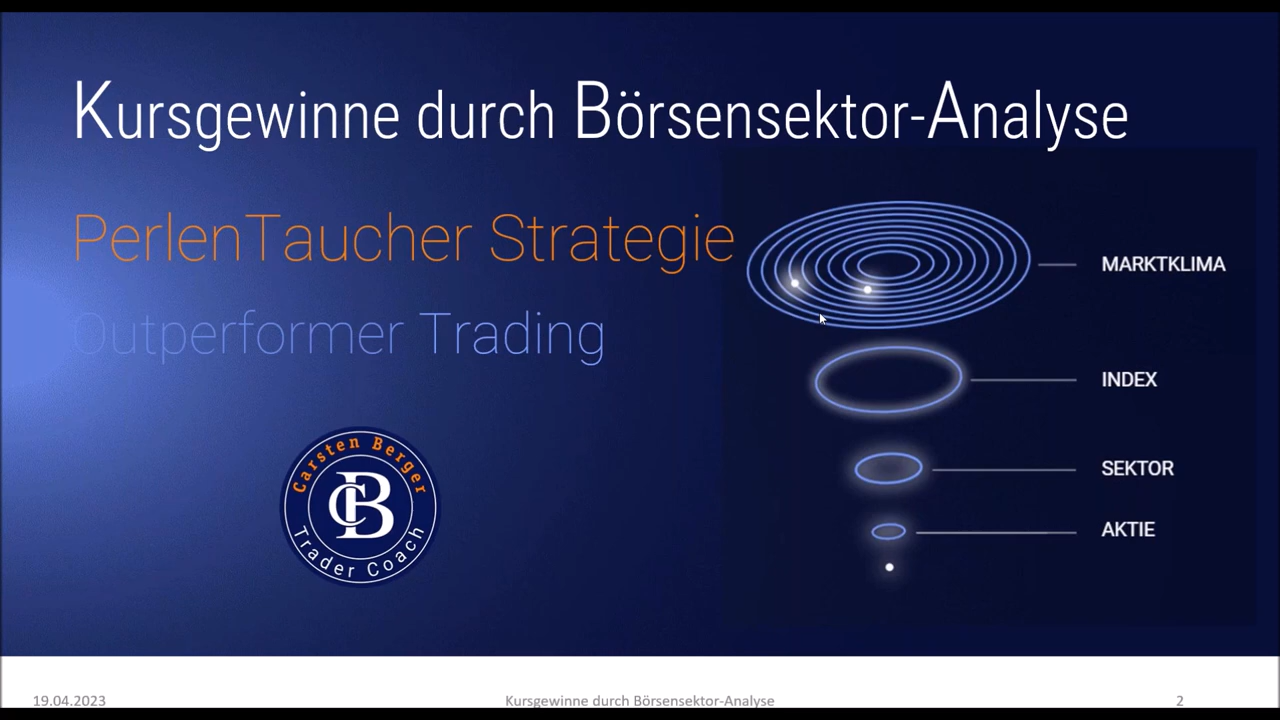 Kursgewinne durch Börsensektor-Analyse
PerlenTaucher Strategie
Outperformer Trading
MARKTKLIMA
INDEX
SEKTOR
AKTIE
Carsten Berger
CB
Trader Coach
19.04.2023
Kursgewinne durch Börsensektor-Analyse
2